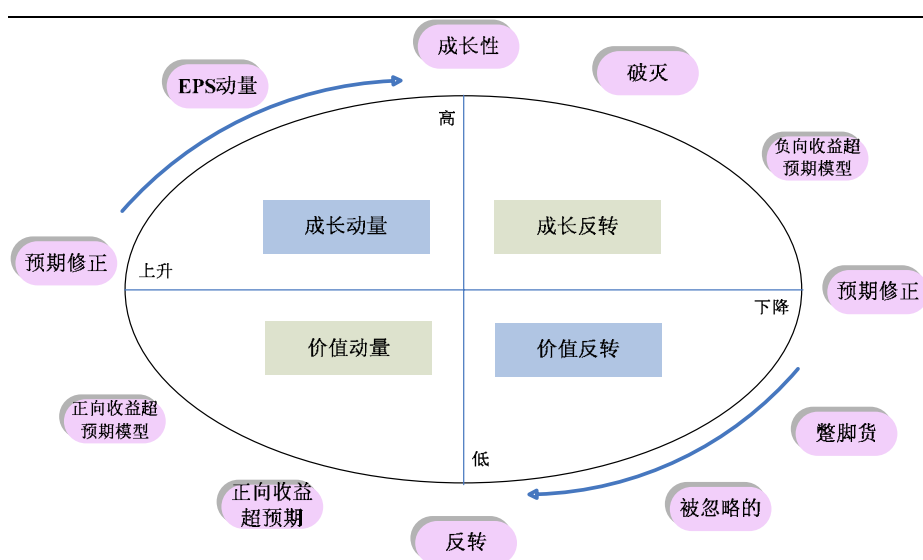 成长性
破灭
EPS动量
高
负向收益超
预期模型
成长动量
成长反转
预期修正
上升
预期修正
下降
价值动量
价值反转
正向收益超
预期模型
蹩脚货
低
正向收益
超预期
被忽略的
反转